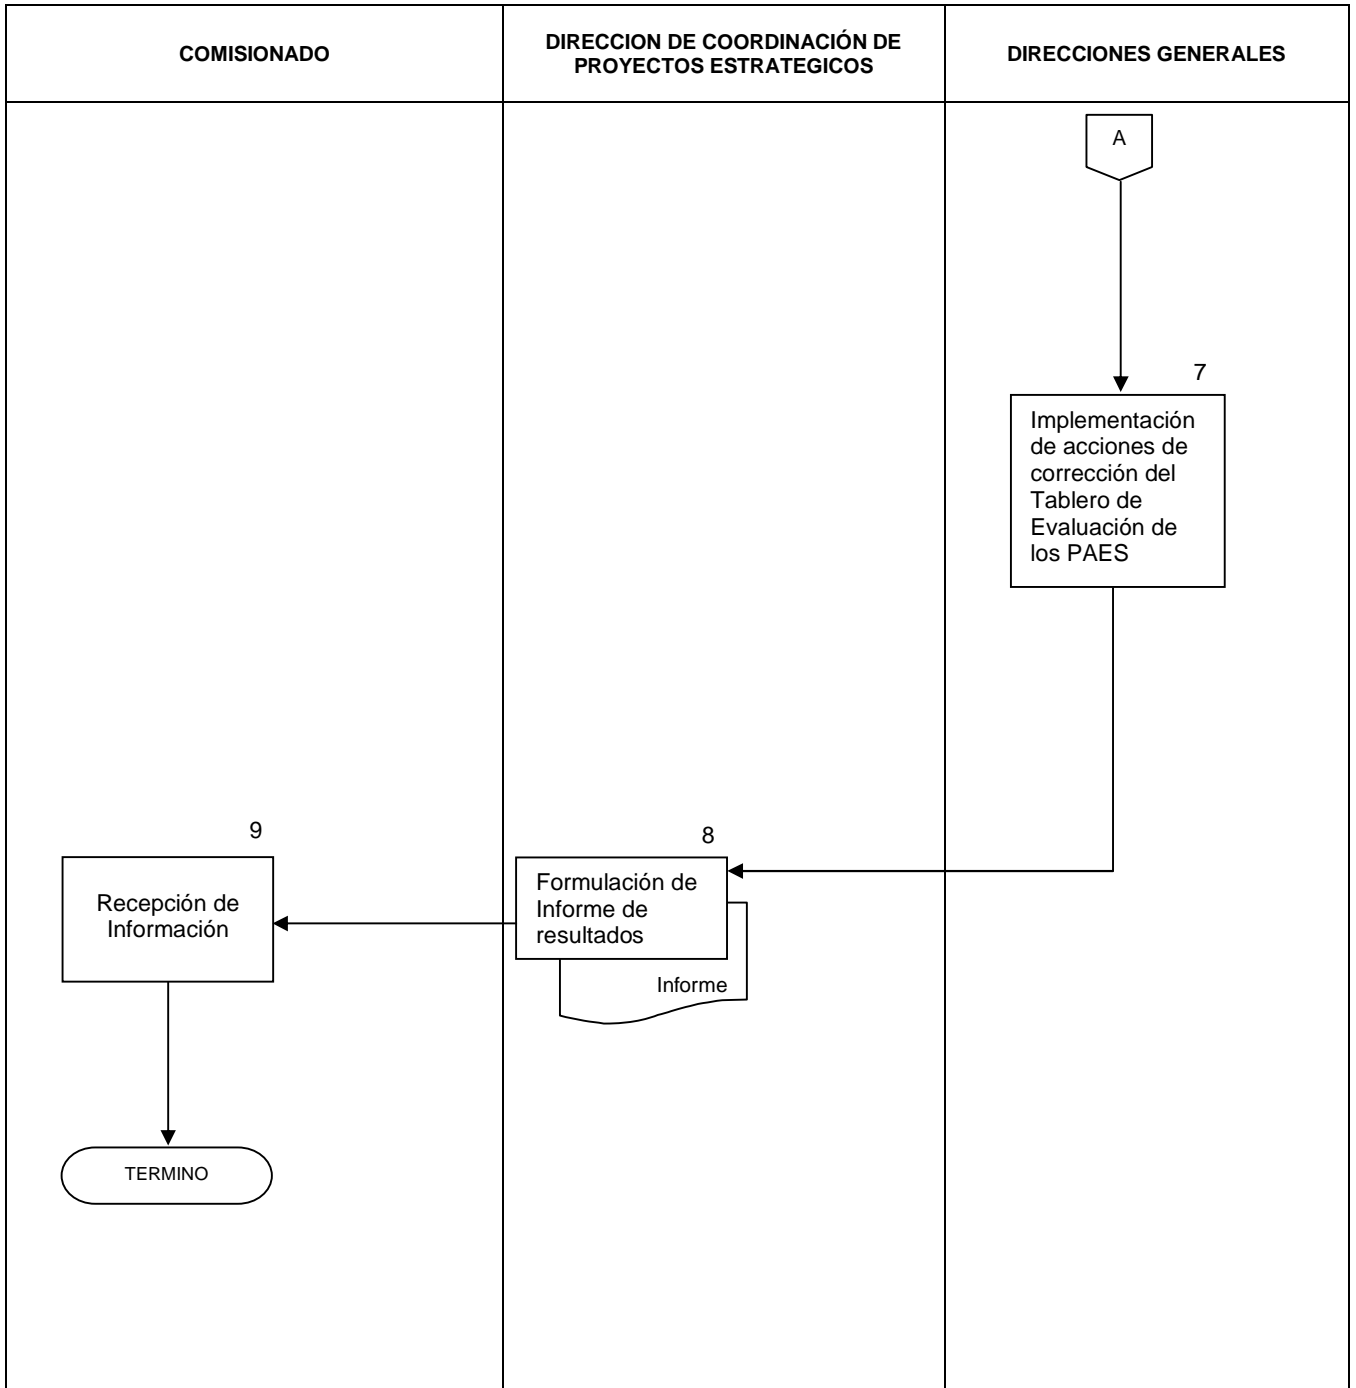 COMISIONADO
DIRECCION DE COORDINACIÓN DE
PROYECTOS ESTRATEGICOS
DIRECCIONES GENERALES
A
7
Implementación
de acciones de
corrección del
Tablero de
Evaluación de
los PAES
8
Formulación de
Informe de
resultados
Informe
9
Recepción de
Información
TERMINO